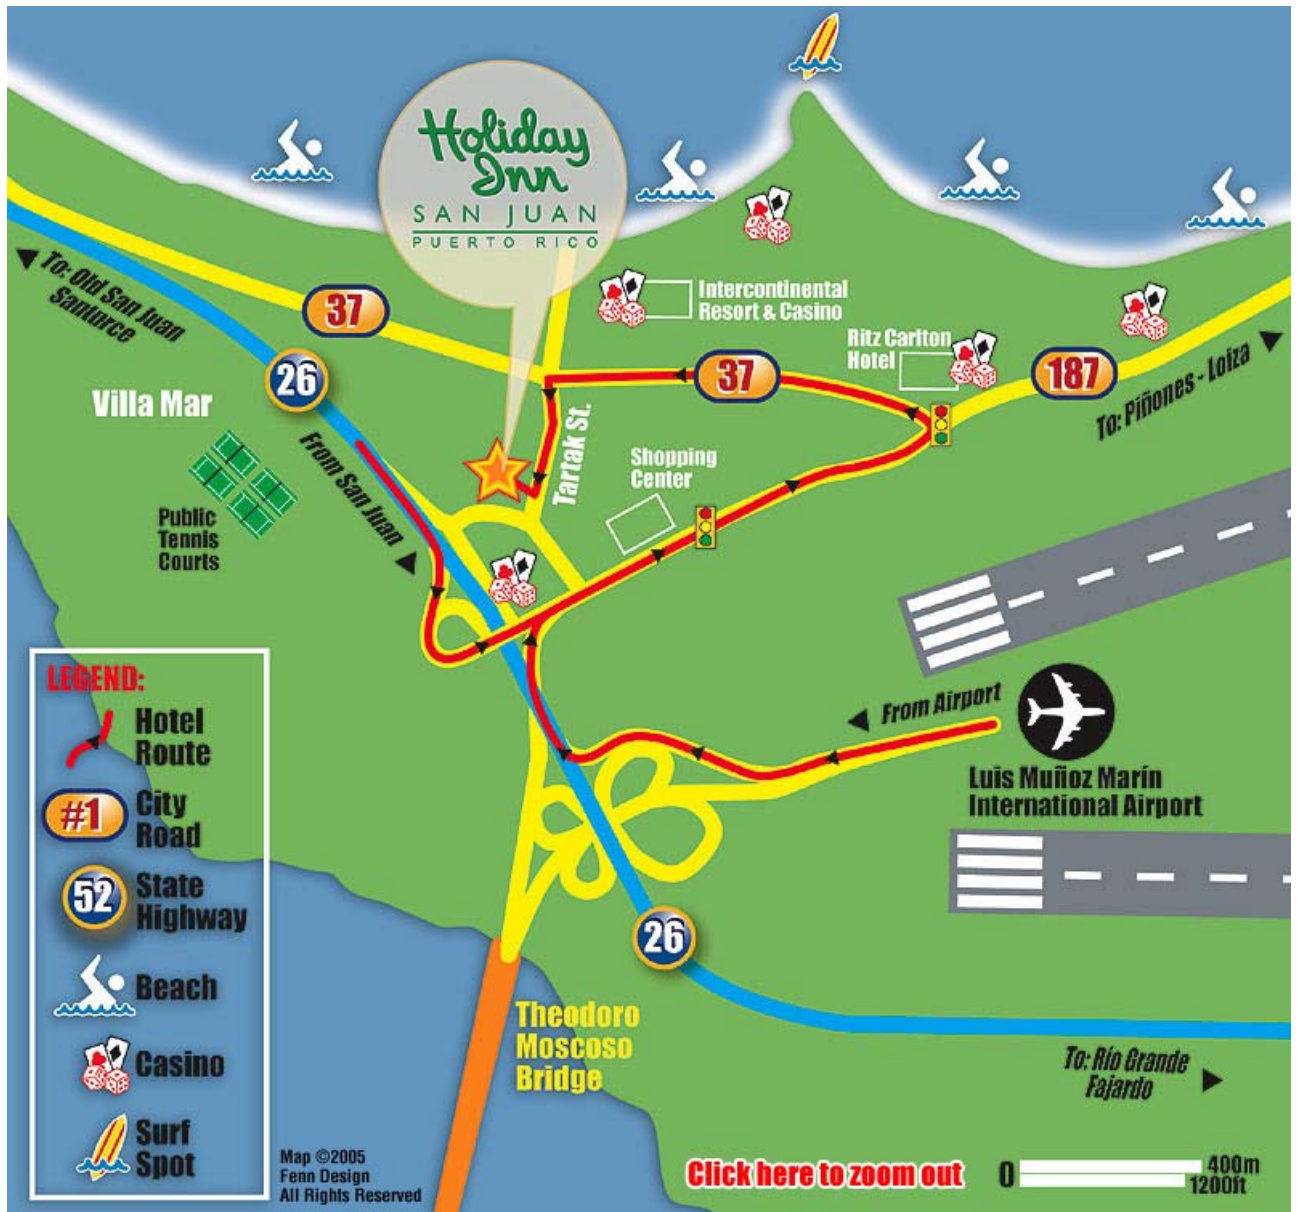 Holiday
Inn
SAN JUAN
PUERTO RICO
To: Old San Juan
Santurce
37
26
Intercontinental
Resort & Casino
Ritz Carlton
Hotel
37
187
To: Piñones - Loiza
Villa Mar
From San Juan
Tartak St.
Shopping
Center
Public
Tennis
Courts
From Airport
Luis Muñoz Marín
International Airport
LEGEND:
Hotel
Route
#1
City
Road
52
State
Highway
Beach
Casino
Surf
Spot
26
Theodoro
Moscoso
Bridge
To: Río Grande
Fajardo
Map ©2005
Fenn Design
All Rights Reserved
Click here to zoom out
0
400m
1200ft